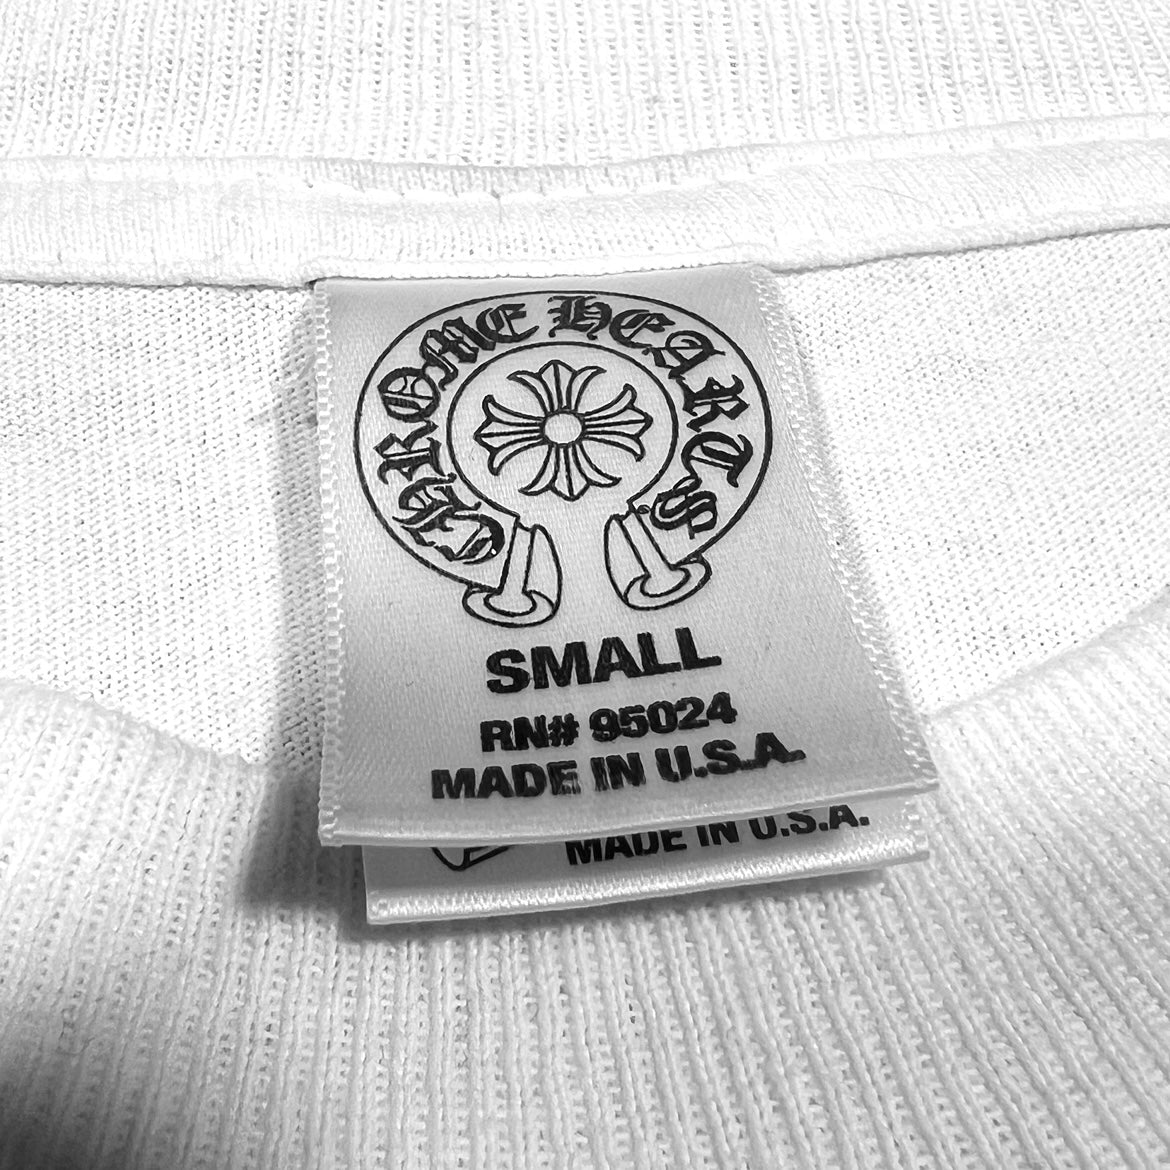 CHROME HEARTS
SMALL
RN# 95024
MADE IN U.S.A.
MADE IN U.S.A.